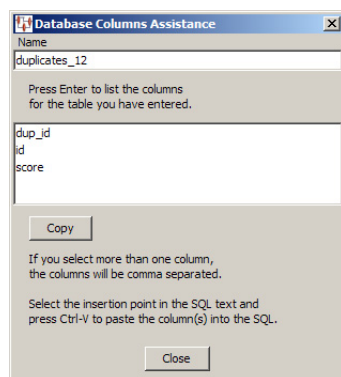 Database Columns Assistance
Name
duplicates_12
Press Enter to list the columns
for the table you have entered.
dup_id
id
score
Copy
If you select more than one column,
the columns will be comma separated.
Select the insertion point in the SQL text and
press Ctrl-V to paste the column(s) into the SQL.
Close